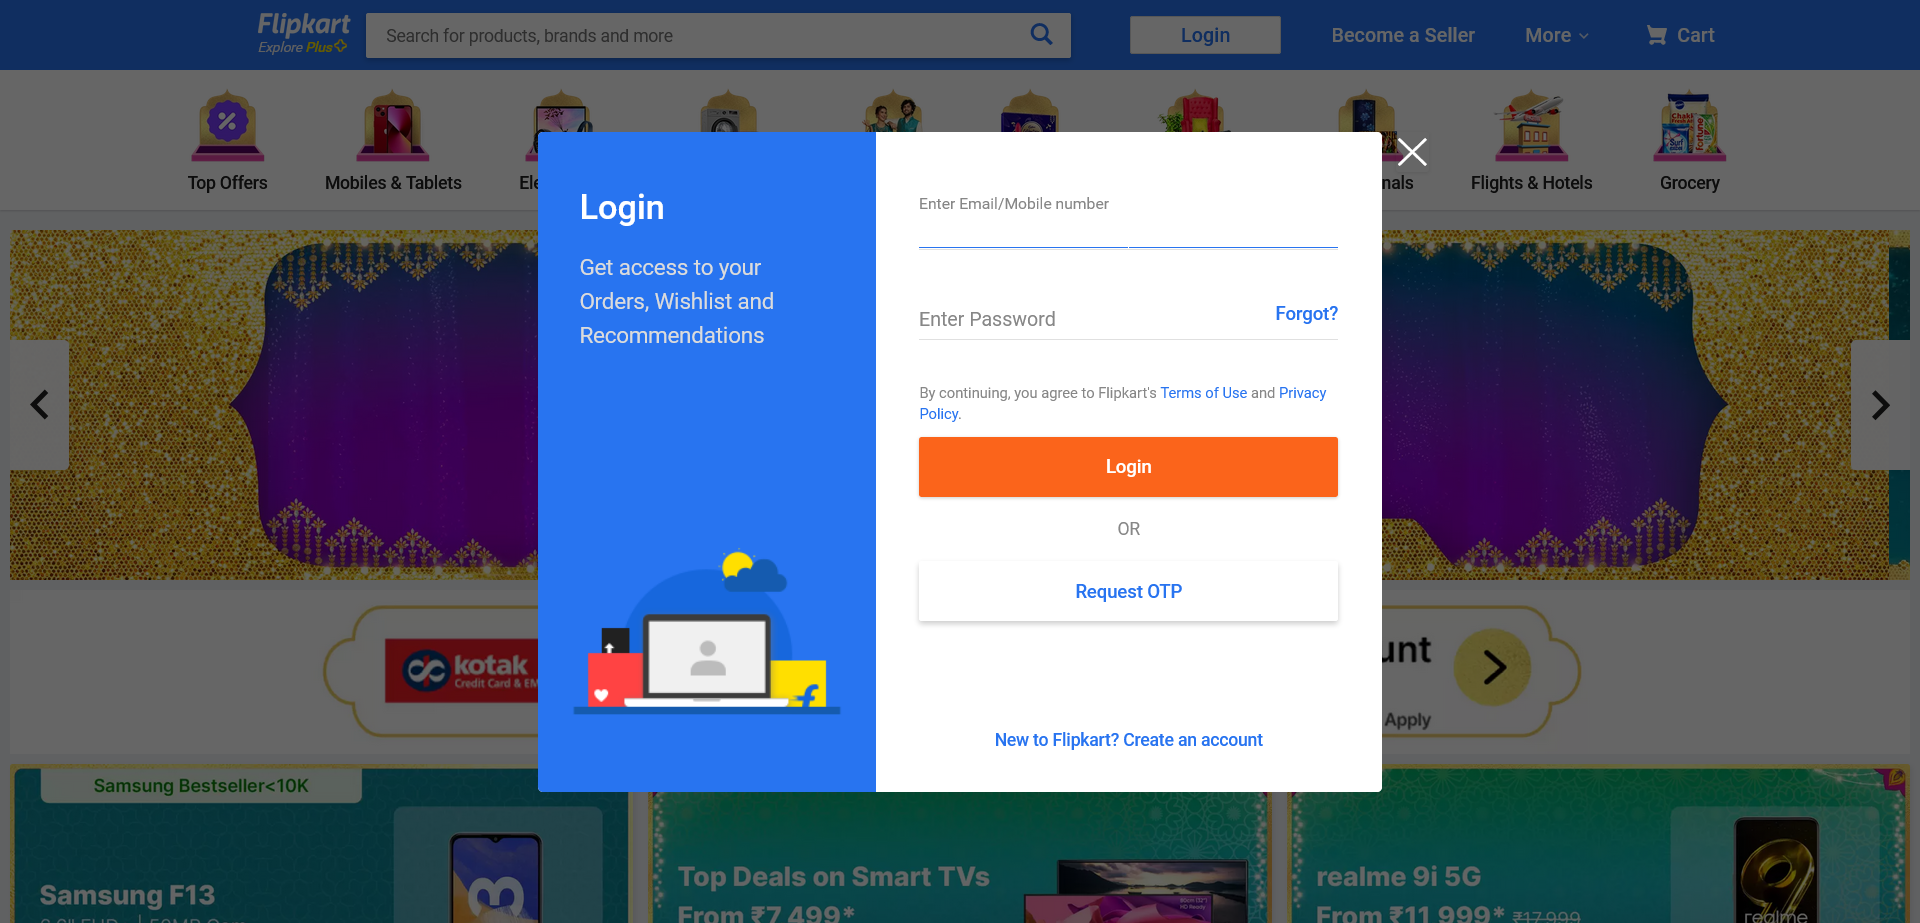 Flipkart
Explore Plus
Search for products, brands and more
Login
Become a Seller
More
Cart
Top Offers
Mobiles & Tablets
Flights & Hotels
Grocery
Login
Get access to your
Orders, Wishlist and
Recommendations
Enter Email/Mobile number
Enter Password
Forgot?
By continuing, you agree to Flipkart's Terms of Use and Privacy
Policy.
Login
OR
Request OTP
New to Flipkart? Create an account
kotak
Credit Card & EM
unt
Apply
Samsung Bestseller<10K
Samsung F13
Top Deals on Smart TVs
From ₹7,499*
realme 9i 5G
From ₹11,999* ₹17,999
realme